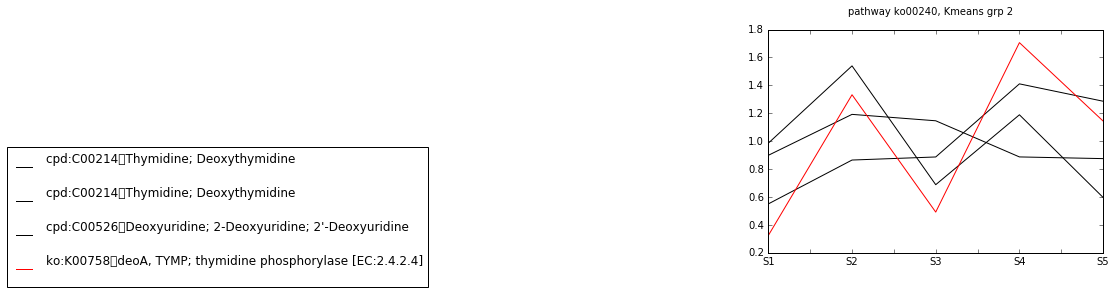 pathway ko00240, Kmeans grp 2
1.8
1.6
1.4
1.2
1.0
0.8
0.6
0.4
0.2
S1 S2 S3 S4 S5
cpd:C00214▯Thymidine; Deoxythymidine
cpd:C00214▯Thymidine; Deoxythymidine
cpd:C00526▯Deoxyuridine; 2-Deoxyuridine; 2'-Deoxyuridine
ko:K00758▯deoA, TYMP; thymidine phosphorylase [EC:2.4.2.4]